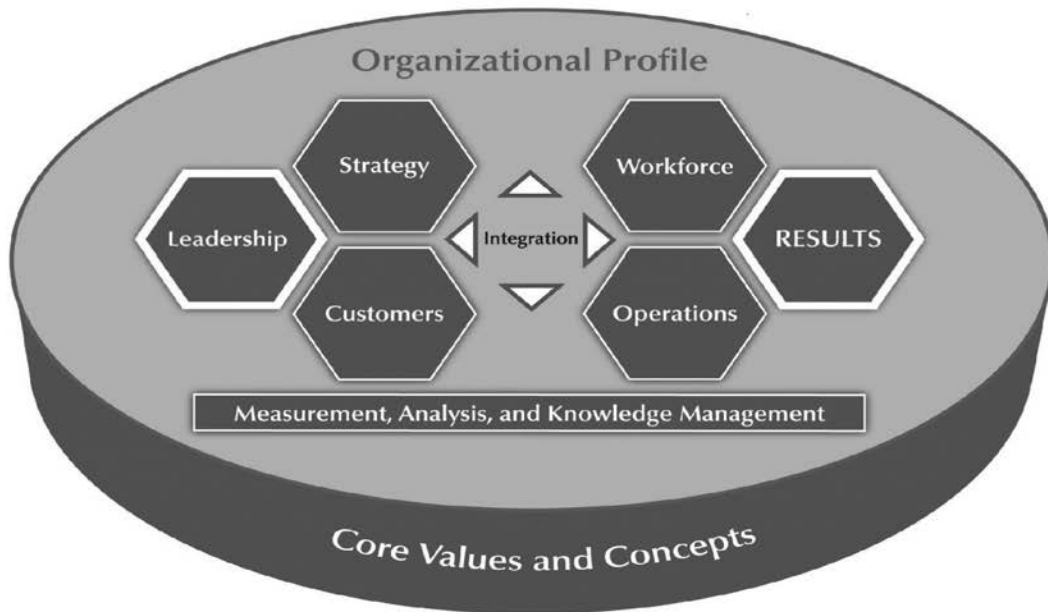 Organizational Profile
Strategy
Workforce
Leadership
Integration
RESULTS
Customers
Operations
Measurement, Analysis, and Knowledge Management
Core Values and Concepts